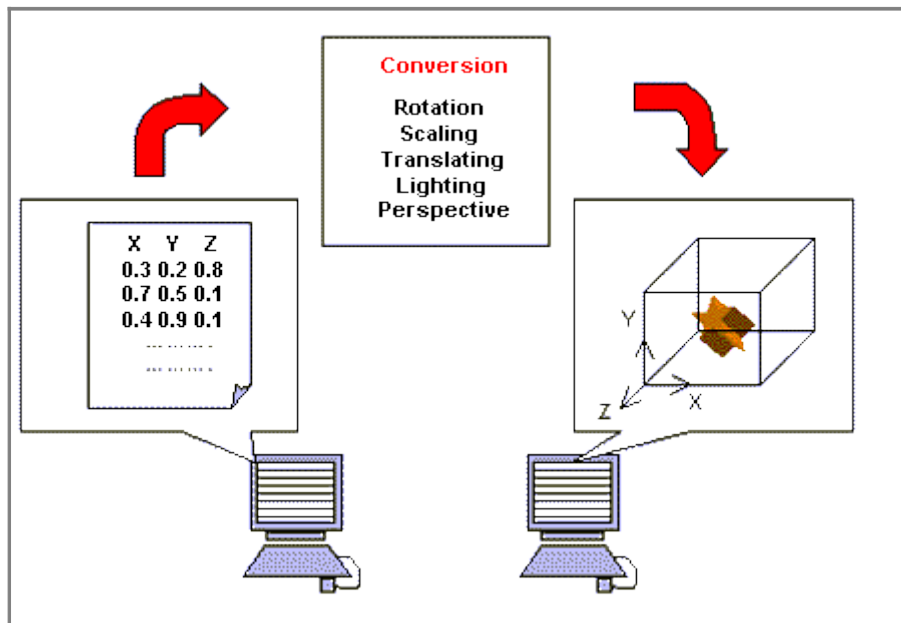 Conversion
Rotation
Scaling
Translating
Lighting
Perspective
X Y Z
0.3 0.2 0.8
0.7 0.5 0.1
0.4 0.9 0.1
Y
Z
X